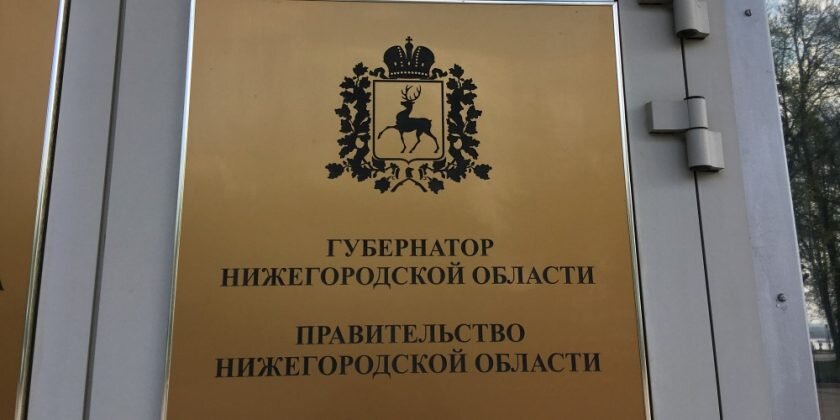 ГУБЕРНАТОР
НИЖЕГОРОДСКОЙ ОБЛАСТИ
ПРАВИТЕЛЬСТВО
НИЖЕГОРОДСКОЙ ОБЛАСТИ